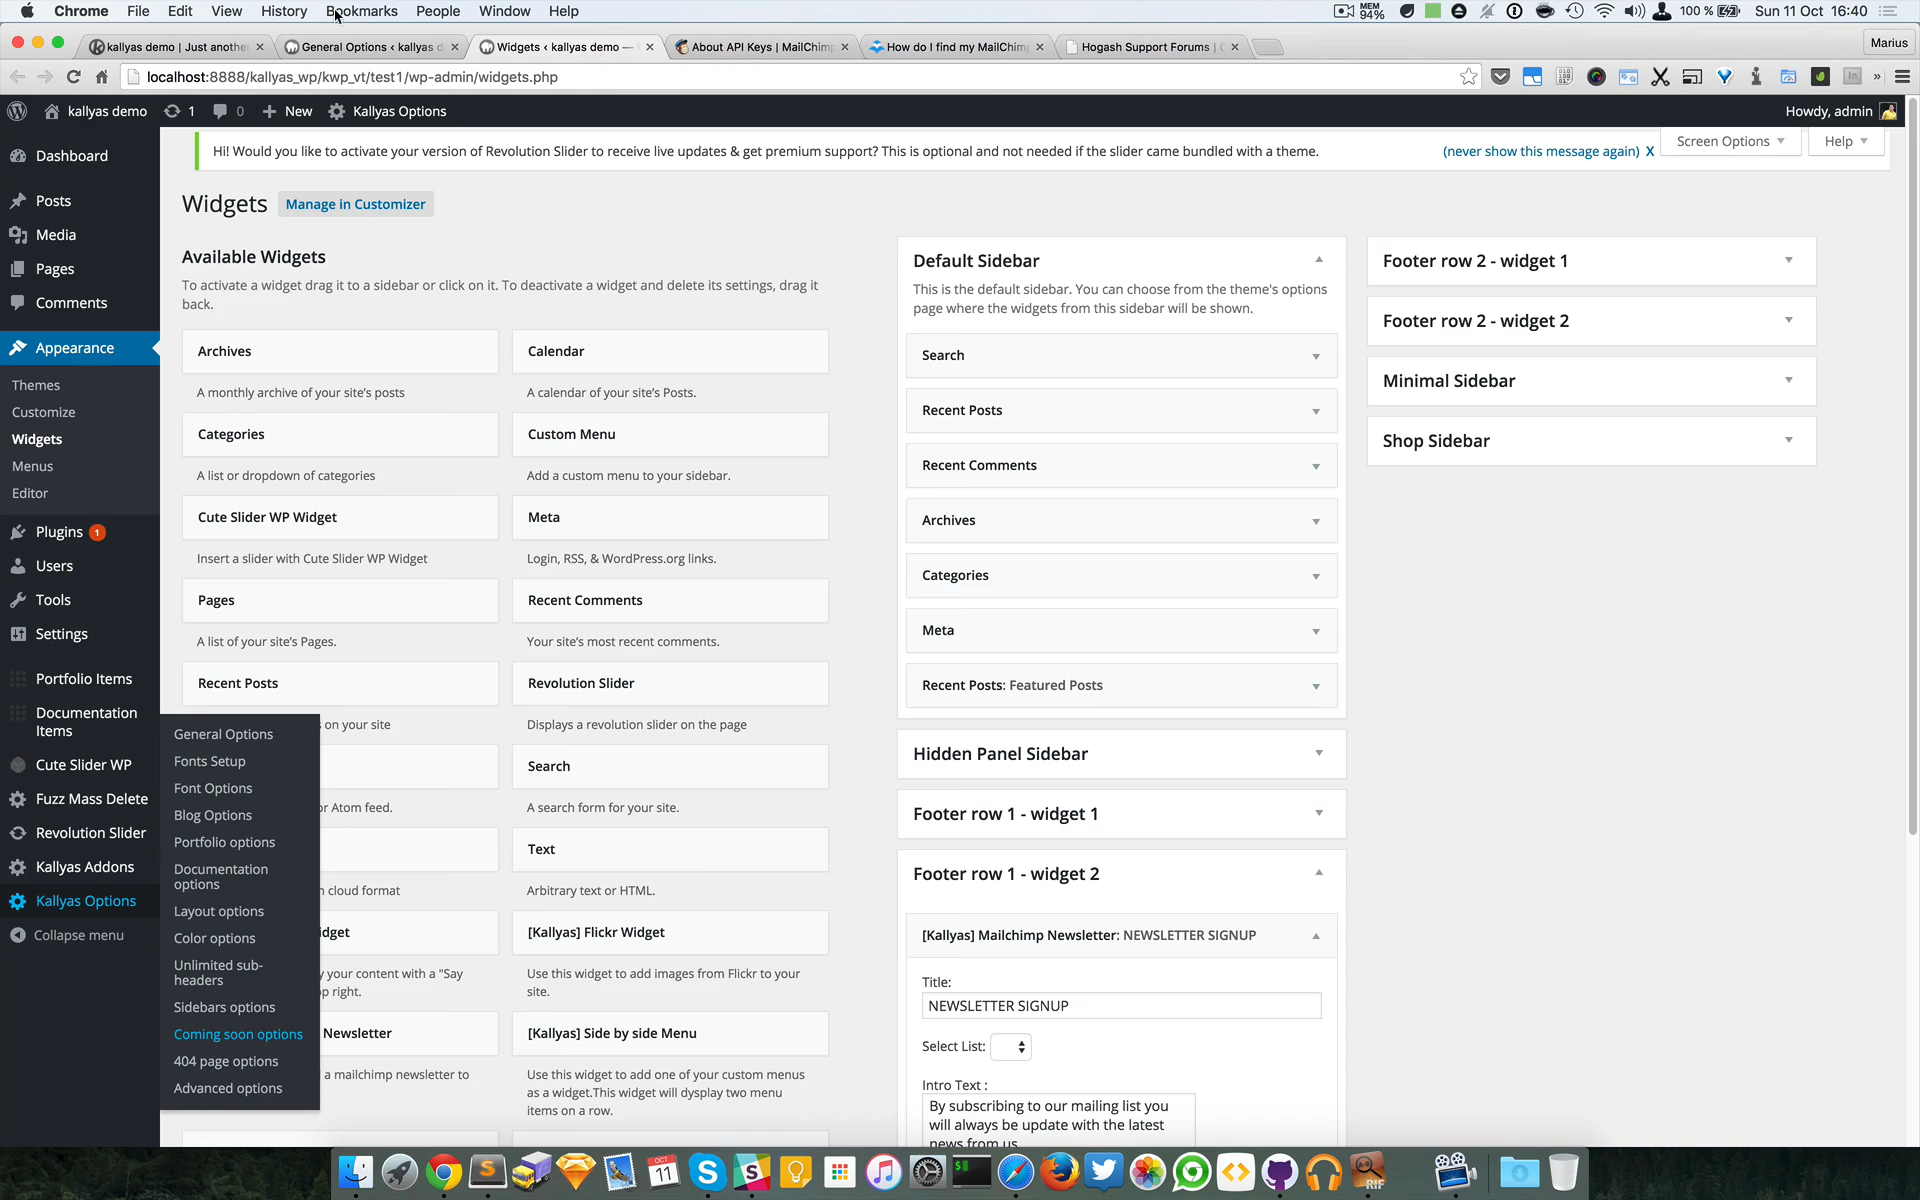 Chrome File Edit View History Bookmarks People Window Help
MEM 94% 100 % Sun 11 Oct 16:40
kallyas demo | Just anothe
General Options ‹ kallyas d
Widgets ‹ kallyas demo —
About API Keys | MailChim
How do I find my MailChim
Hogash Support Forums |
Marius
localhost:8888/kallyas_wp/kwp_vt/test1/wp-admin/widgets.php
kallyas demo 1 0 New Kallyas Options
Howdy, admin
Hi! Would you like to activate your version of Revolution Slider to receive live updates & get premium support? This is optional and not needed if the slider came bundled with a theme.
(never show this message again) X
Screen Options
Help
Dashboard
Posts
Media
Pages
Comments
Appearance
Themes
Customize
Widgets
Menus
Editor
Plugins 1
Users
Tools
Settings
Portfolio Items
Documentation
Items
Cute Slider WP
Fuzz Mass Delete
Revolution Slider
Kallyas Addons
Kallyas Options
Collapse menu
General Options
Fonts Setup
Font Options
Blog Options
Portfolio options
Documentation
options
Layout options
Color options
Unlimited sub-
headers
Sidebars options
Coming soon options
404 page options
Advanced options
Widgets
Manage in Customizer
Available Widgets
To activate a widget drag it to a sidebar or click on it. To deactivate a widget and delete its settings, drag it
back.
Archives
A monthly archive of your site's posts
Calendar
A calendar of your site's Posts.
Categories
A list or dropdown of categories
Custom Menu
Add a custom menu to your sidebar.
Cute Slider WP Widget
Insert a slider with Cute Slider WP Widget
Meta
Login, RSS, & WordPress.org links.
Pages
A list of your site's Pages.
Recent Comments
Your site's most recent comments.
Recent Posts
on your site
Revolution Slider
Displays a revolution slider on the page
or Atom feed.
Search
A search form for your site.
cloud format
Text
Arbitrary text or HTML.
idget
your content with a "Say
p right.
[Kallyas] Flickr Widget
Use this widget to add images from Flickr to your
site.
Newsletter
a mailchimp newsletter to
[Kallyas] Side by side Menu
Use this widget to add one of your custom menus
as a widget.This widget will dysplay two menu
items on a row.
Default Sidebar
This is the default sidebar. You can choose from the theme's options
page where the widgets from this sidebar will be shown.
Search
Recent Posts
Recent Comments
Archives
Categories
Meta
Recent Posts: Featured Posts
Hidden Panel Sidebar
Footer row 1 - widget 1
Footer row 1 - widget 2
[Kallyas] Mailchimp Newsletter: NEWSLETTER SIGNUP
Title:
NEWSLETTER SIGNUP
Select List:
Intro Text :
By subscribing to our mailing list you
will always be update with the latest
news from us
Footer row 2 - widget 1
Footer row 2 - widget 2
Minimal Sidebar
Shop Sidebar
OCT
11
RIF